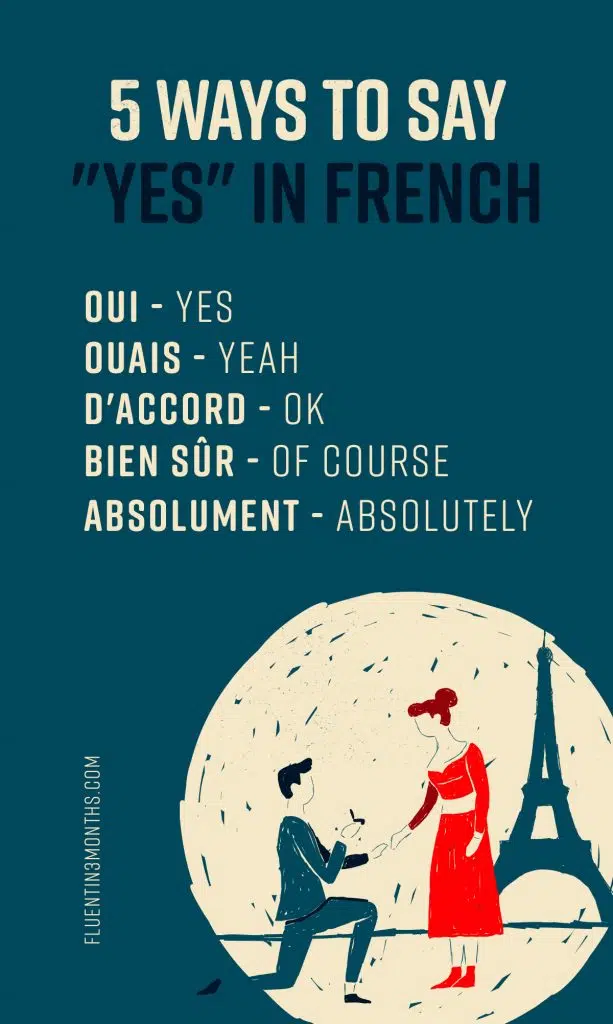 5 WAYS TO SAY
"YES" IN FRENCH
OUI - YES
OUAIS - YEAH
D'ACCORD - OK
BIEN SÛR - OF COURSE
ABSOLUMENT - ABSOLUTELY
FLUENTIN3MONTHS.COM